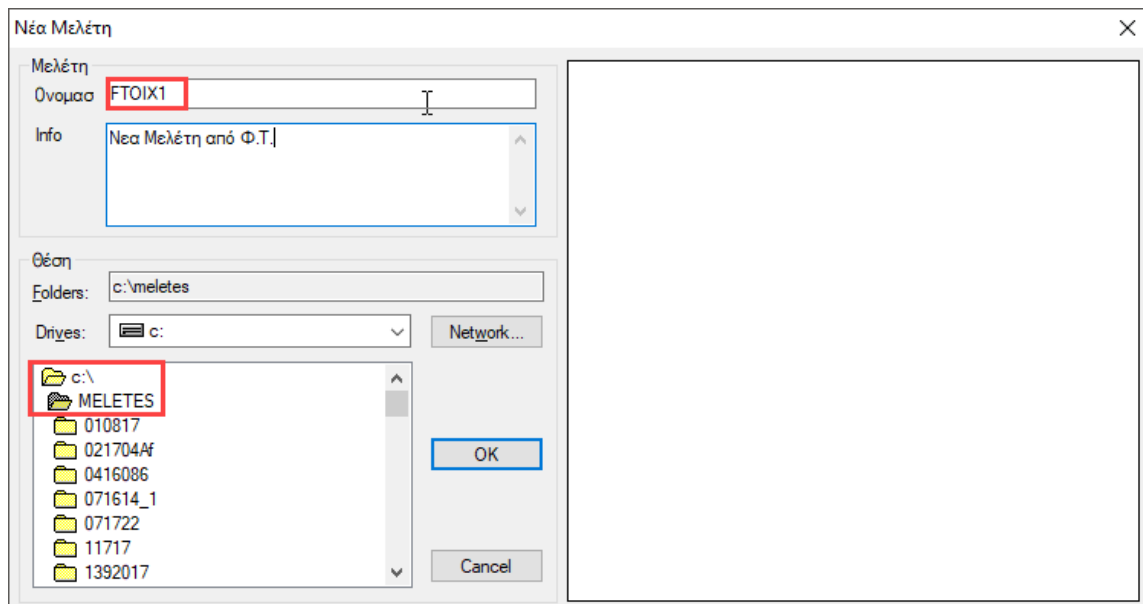 Νέα Μελέτη
Μελέτη
Ονομασ FTOIX1
Info Νεα Μελέτη από Φ.Τ.
Θέση
Folders: c:\meletes
Drives: c: Network...
c:\
MELETES
010817
021704Af
0416086
071614_1
071722
11717
1392017
OK
Cancel